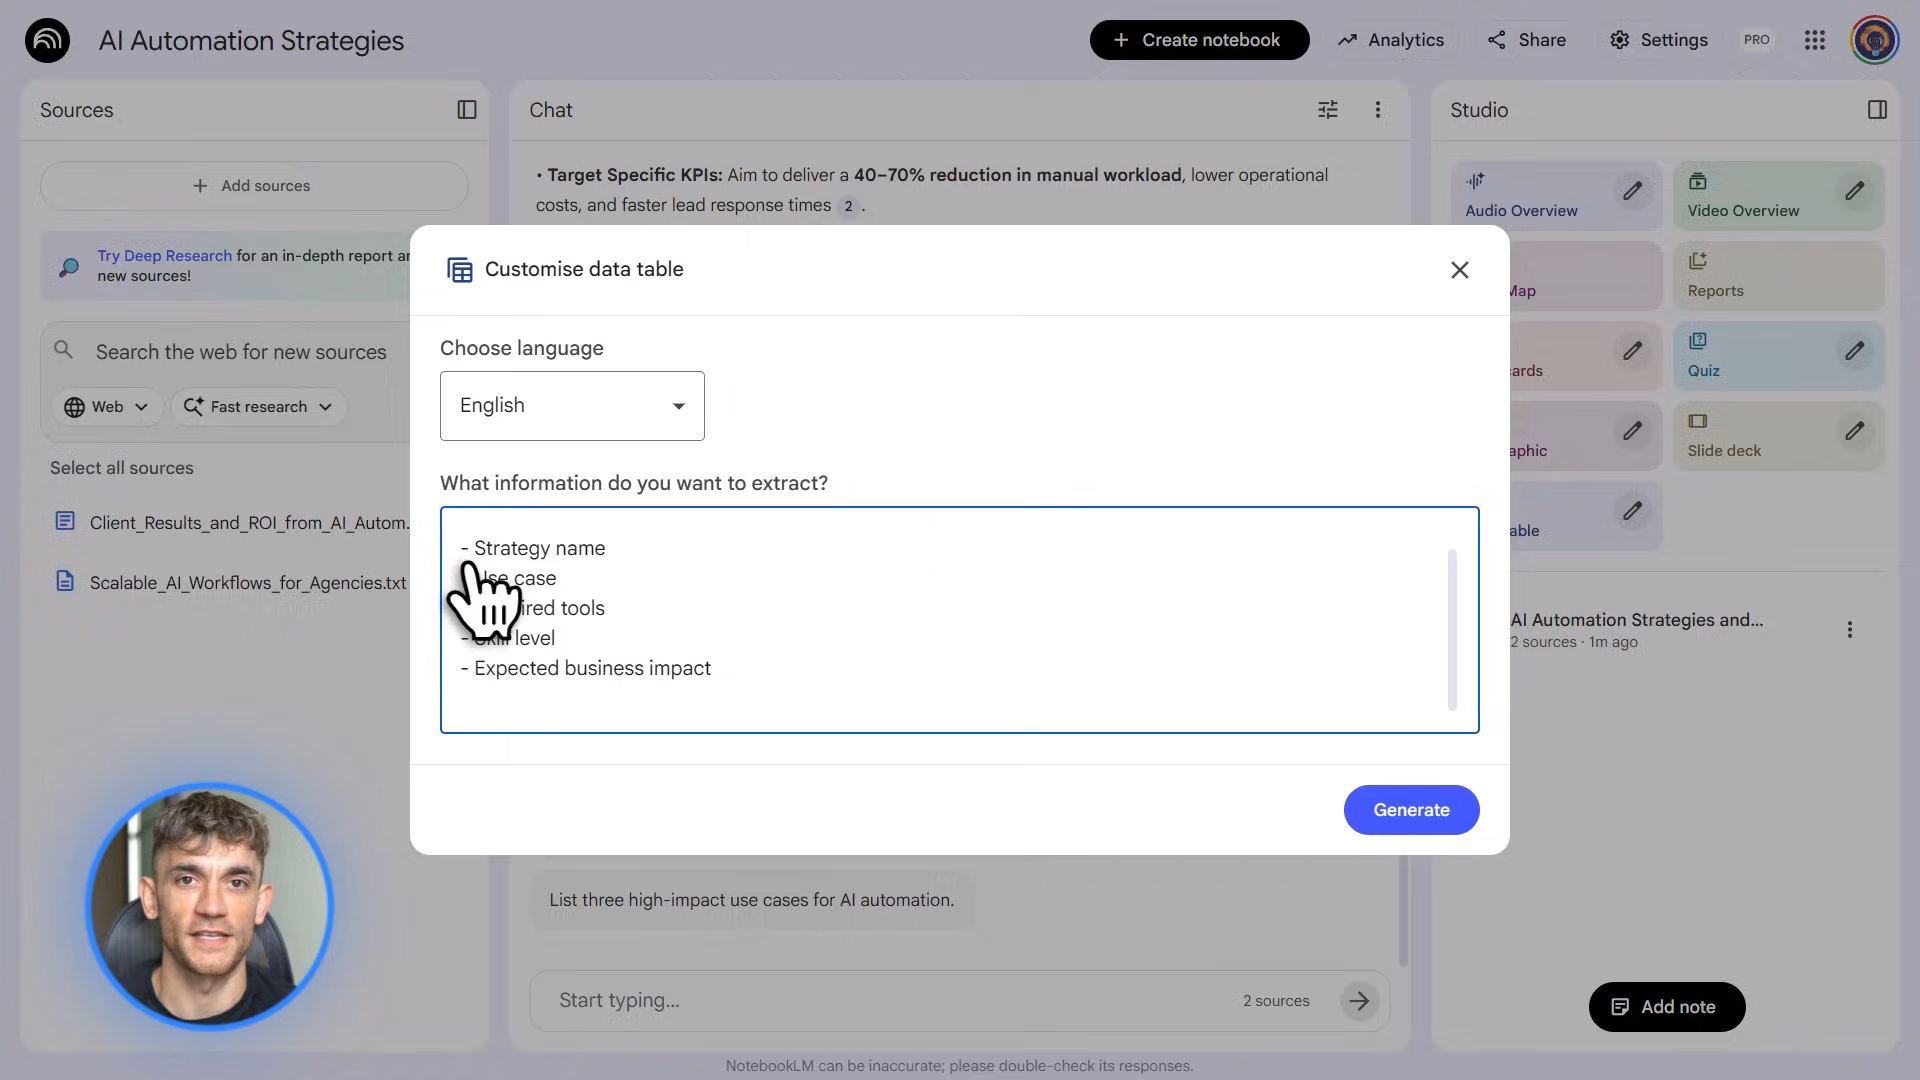 AI Automation Strategies
Create notebook
Analytics
Share
Settings
PRO
Sources
Add sources
Try Deep Research for an in-depth report
new sources!
Search the web for new sources
Web
Fast research
Select all sources
Client_Results_and_ROI_from_AI_Autom.
Scalable_AI_Workflows_for_Agencies.txt
Chat
• Target Specific KPIs: Aim to deliver a 40–70% reduction in manual workload, lower operational
costs, and faster lead response times 2 .
Customise data table
Choose language
English
What information do you want to extract?
- Strategy name
case
tools
- level
- Expected business impact
Generate
List three high-impact use cases for AI automation.
Start typing...
2 sources
NotebookLM can be inaccurate; please double-check its responses.
Studio
Audio Overview
Video Overview
Map
Reports
Quiz
Slide deck
AI Automation Strategies and...
2 sources · 1m ago
Add note